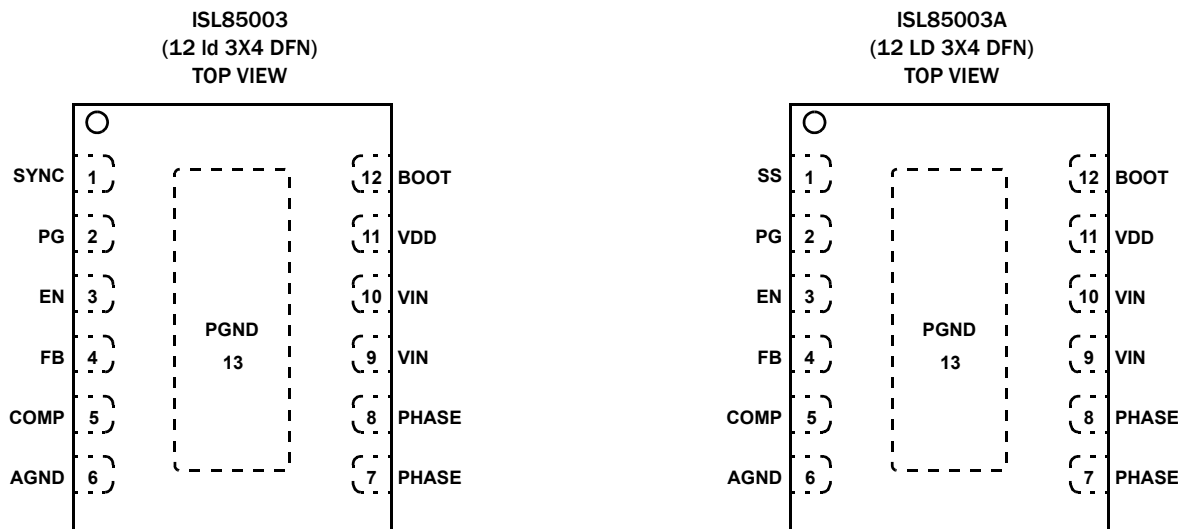 ISL85003
(12 ld 3X4 DFN)
TOP VIEW
SYNC 1
PG 2
EN 3
FB 4
COMP 5
AGND 6
PGND
13
12 BOOT
11 VDD
10 VIN
9 VIN
8 PHASE
7 PHASE
ISL85003A
(12 LD 3X4 DFN)
TOP VIEW
SS 1
PG 2
EN 3
FB 4
COMP 5
AGND 6
PGND
13
12 BOOT
11 VDD
10 VIN
9 VIN
8 PHASE
7 PHASE